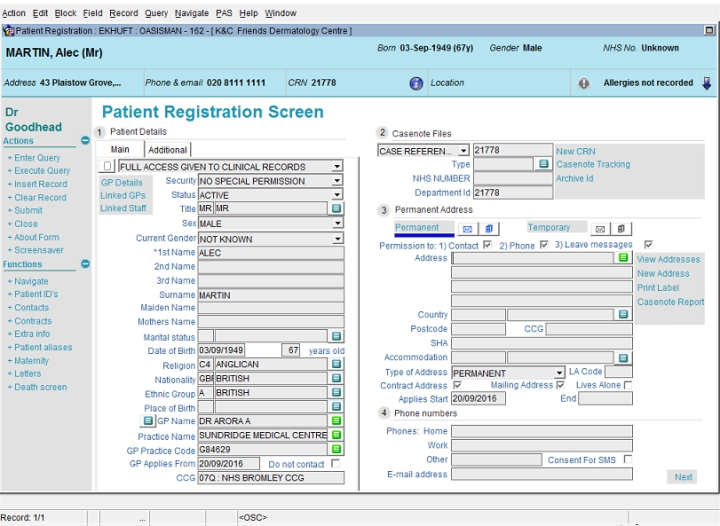 Action Edit Block Field Record Query Navigate PAS Help Window
Patient Registration : EKHUFT : OASISMAN - 162 - [ K&C Friends Dermatology Centre ]
MARTIN, Alec (Mr) Born 03-Sep-1949 (67y) Gender Male NHS No. Unknown
Address 43 Plaistow Grove,... Phone & email 020 8111 1111 CRN 21778 Location Allergies not recorded
Dr Goodhead
Actions
+ Enter Query
+ Execute Query
+ Insert Record
+ Clear Record
+ Submit
+ Close
+ About Form
+ Screensaver
Functions
+ Navigate
+ Patient ID's
+ Contacts
+ Contracts
+ Extra info
+ Patient aliases
+ Maternity
+ Letters
+ Death screen
Patient Registration Screen
1 Patient Details
Main Additional
FULL ACCESS GIVEN TO CLINICAL RECORDS
GP Details
Linked GPs
Linked Staff
Security NO SPECIAL PERMISSION
Status ACTIVE
Title MR MR
Sex MALE
Current Gender NOT KNOWN
*1st Name ALEC
2nd Name
3rd Name
Surname MARTIN
Maiden Name
Mothers Name
Marital status
Date of Birth 03/09/1949 67 years old
Religion C4 ANGLICAN
Nationality GBI BRITISH
Ethnic Group A BRITISH
Place of Birth
GP Name DR ARORA A
Practice Name SUNDRIDGE MEDICAL CENTRE
GP Practice Code G84629
GP Applies From 20/09/2016 Do not contact
CCG 07Q : NHS BROMLEY CCG
2 Casenote Files
CASE REFEREN... 21778 New CRN
Type Casenote Tracking
NHS NUMBER Archive Id
Department Id 21778
3 Permanent Address
Permanent Temporary
Permission to: 1) Contact 2) Phone 3) Leave messages
Address View Addresses
New Address
Print Label
Casenote Report
Country
Postcode CCG
SHA
Accommodation
Type of Address PERMANENT LA Code
Contract Address Mailing Address Lives Alone
Applies Start 20/09/2016 End
4 Phone numbers
Phones: Home
Work
Other Consent For SMS
E-mail address
Next
Record: 1/1 ... <OSC>